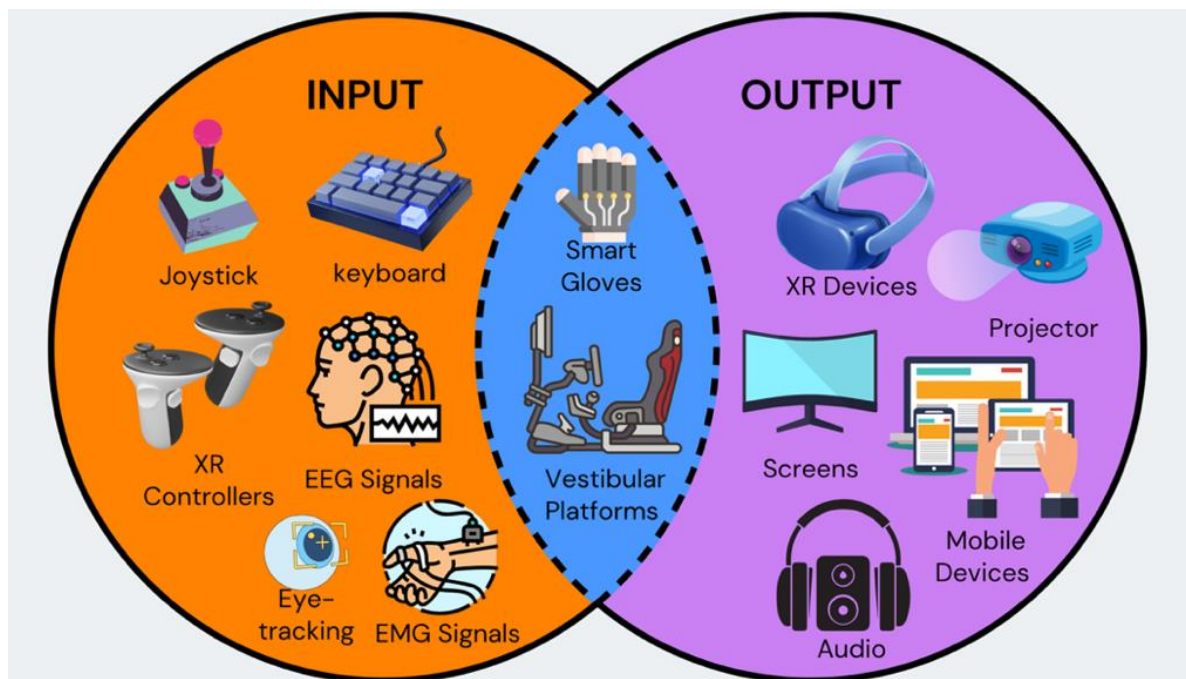 INPUT
OUTPUT
Joystick
keyboard
Smart
Gloves
XR Devices
Projector
XR
Controllers
EEG Signals
Vestibular
Platforms
Screens
Mobile
Devices
Eye-
tracking
EMG Signals
Audio